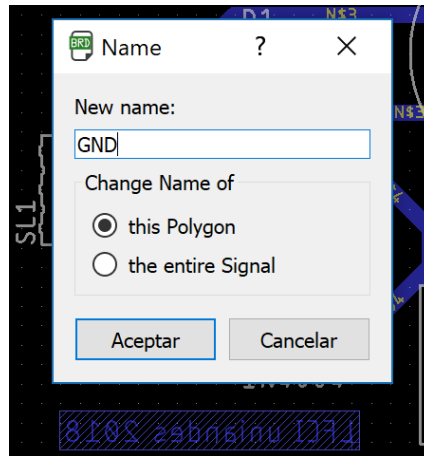 D1
N$3
BRD
Name
?
New name:
N$3
GND
Change Name of
this Polygon
SL1
the entire Signal
Aceptar
Cancelar
1N4004
LFCI uniandes 2018